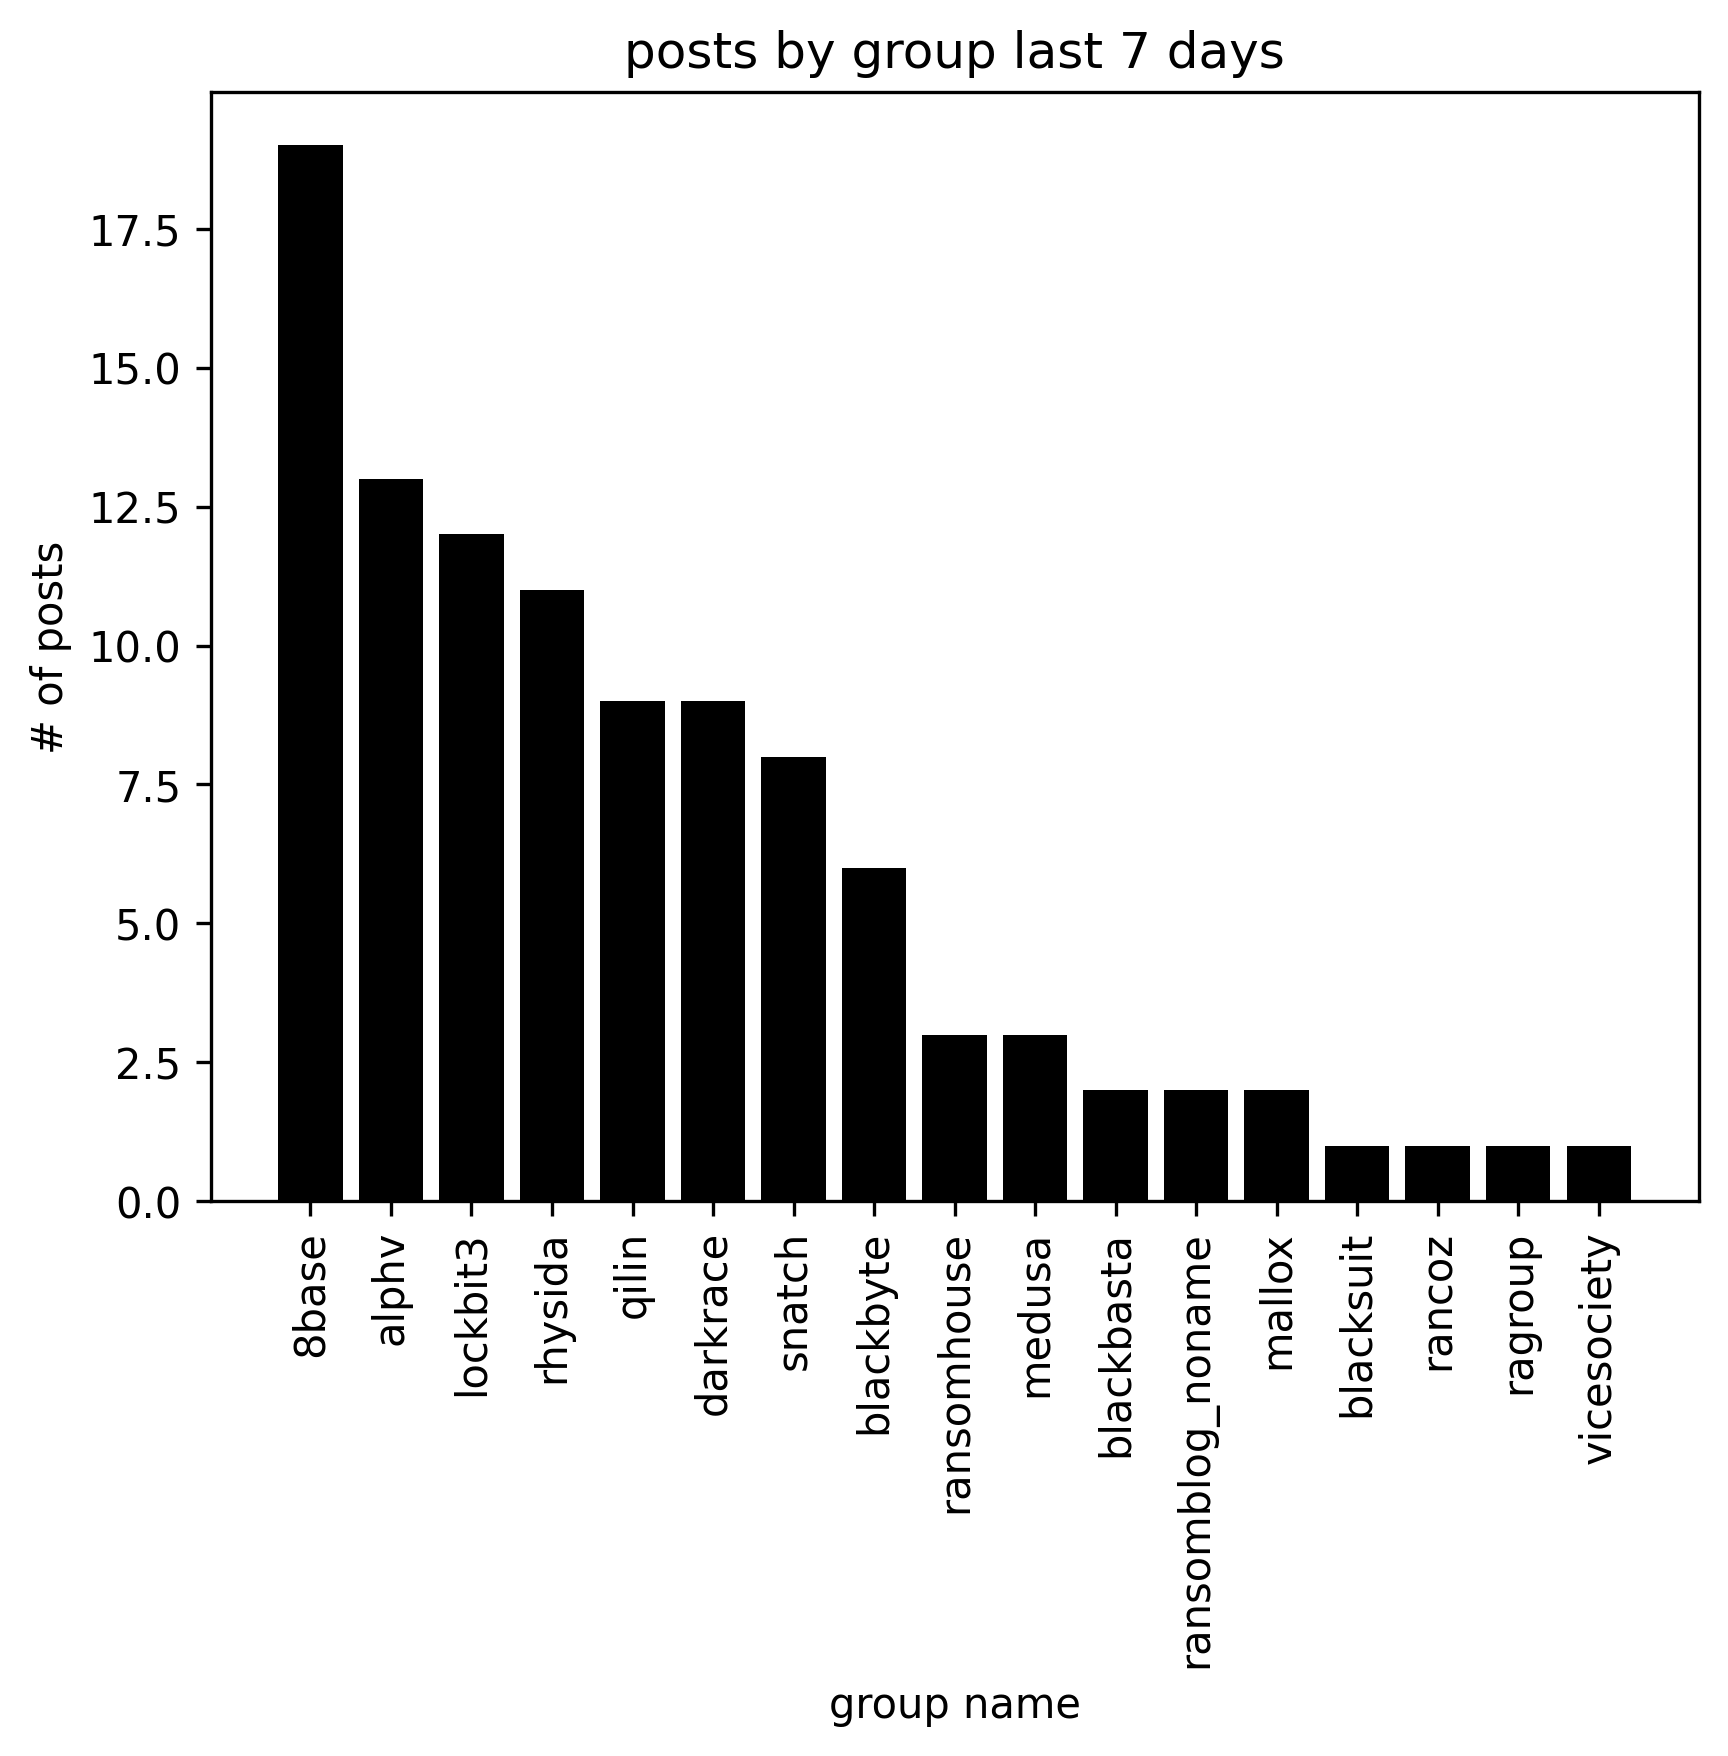 posts by group last 7 days
# of posts
17.5
15.0
12.5
10.0
7.5
5.0
2.5
0.0
8base
alphv
lockbit3
rhysida
qilin
darkrace
snatch
blackbyte
ransomhouse
medusa
blackbasta
ransomblog_noname
mallox
blacksuit
rancoz
ragroup
vicesociety
group name